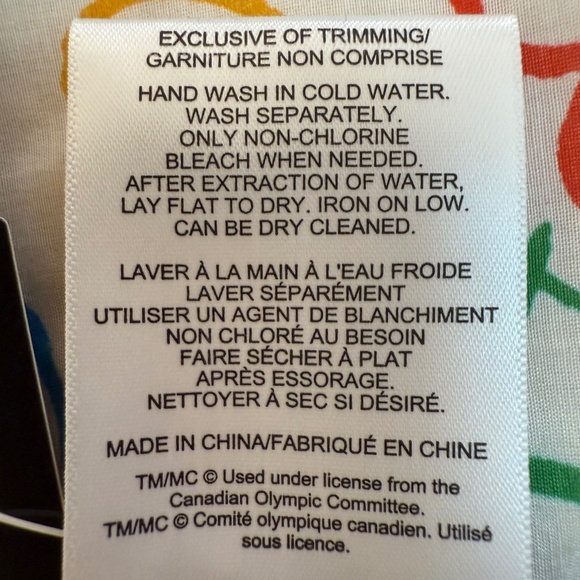 EXCLUSIVE OF TRIMMING/
GARNITURE NON COMPRISE
HAND WASH IN COLD WATER.
WASH SEPARATELY.
ONLY NON-CHLORINE
BLEACH WHEN NEEDED.
AFTER EXTRACTION OF WATER,
LAY FLAT TO DRY. IRON ON LOW.
CAN BE DRY CLEANED.
LAVER À LA MAIN À L'EAU FROIDE
LAVER SÉPARÉMENT
UTILISER UN AGENT DE BLANCHIMENT
NON CHLORÉ AU BESOIN
FAIRE SÉCHER À PLAT
APRÈS ESSORAGE.
NETTOYER À SEC SI DÉSIRÉ.
MADE IN CHINA/FABRIQUÉ EN CHINE
TM/MC © Used under license from the
Canadian Olympic Committee.
TM/MC © Comité olympique canadien. Utilisé
sous licence.